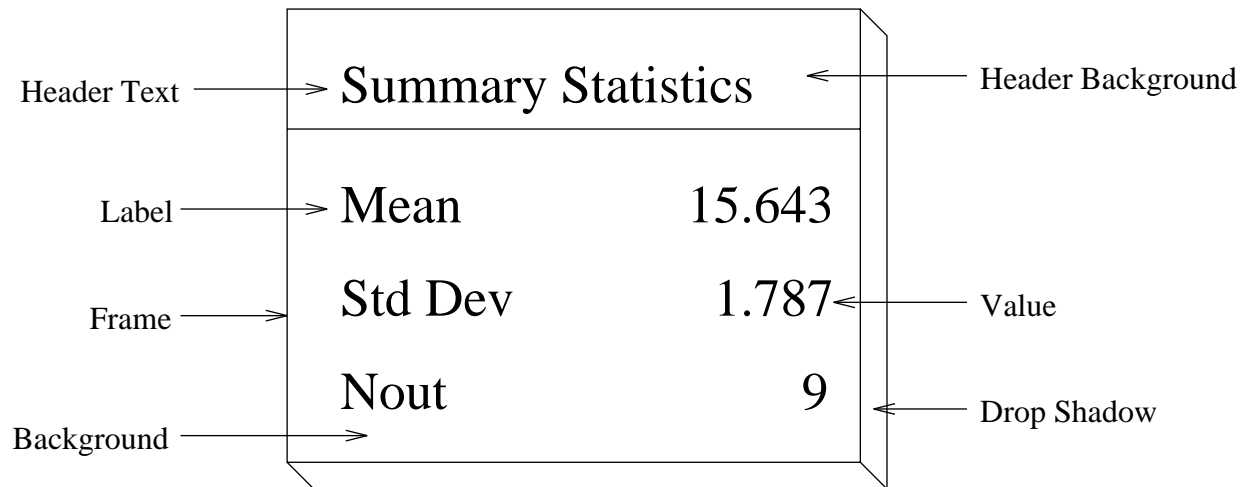 Header Text
Summary Statistics
Header Background
Label
Mean 15.643
Frame
Std Dev 1.787
Value
Nout 9
Drop Shadow
Background